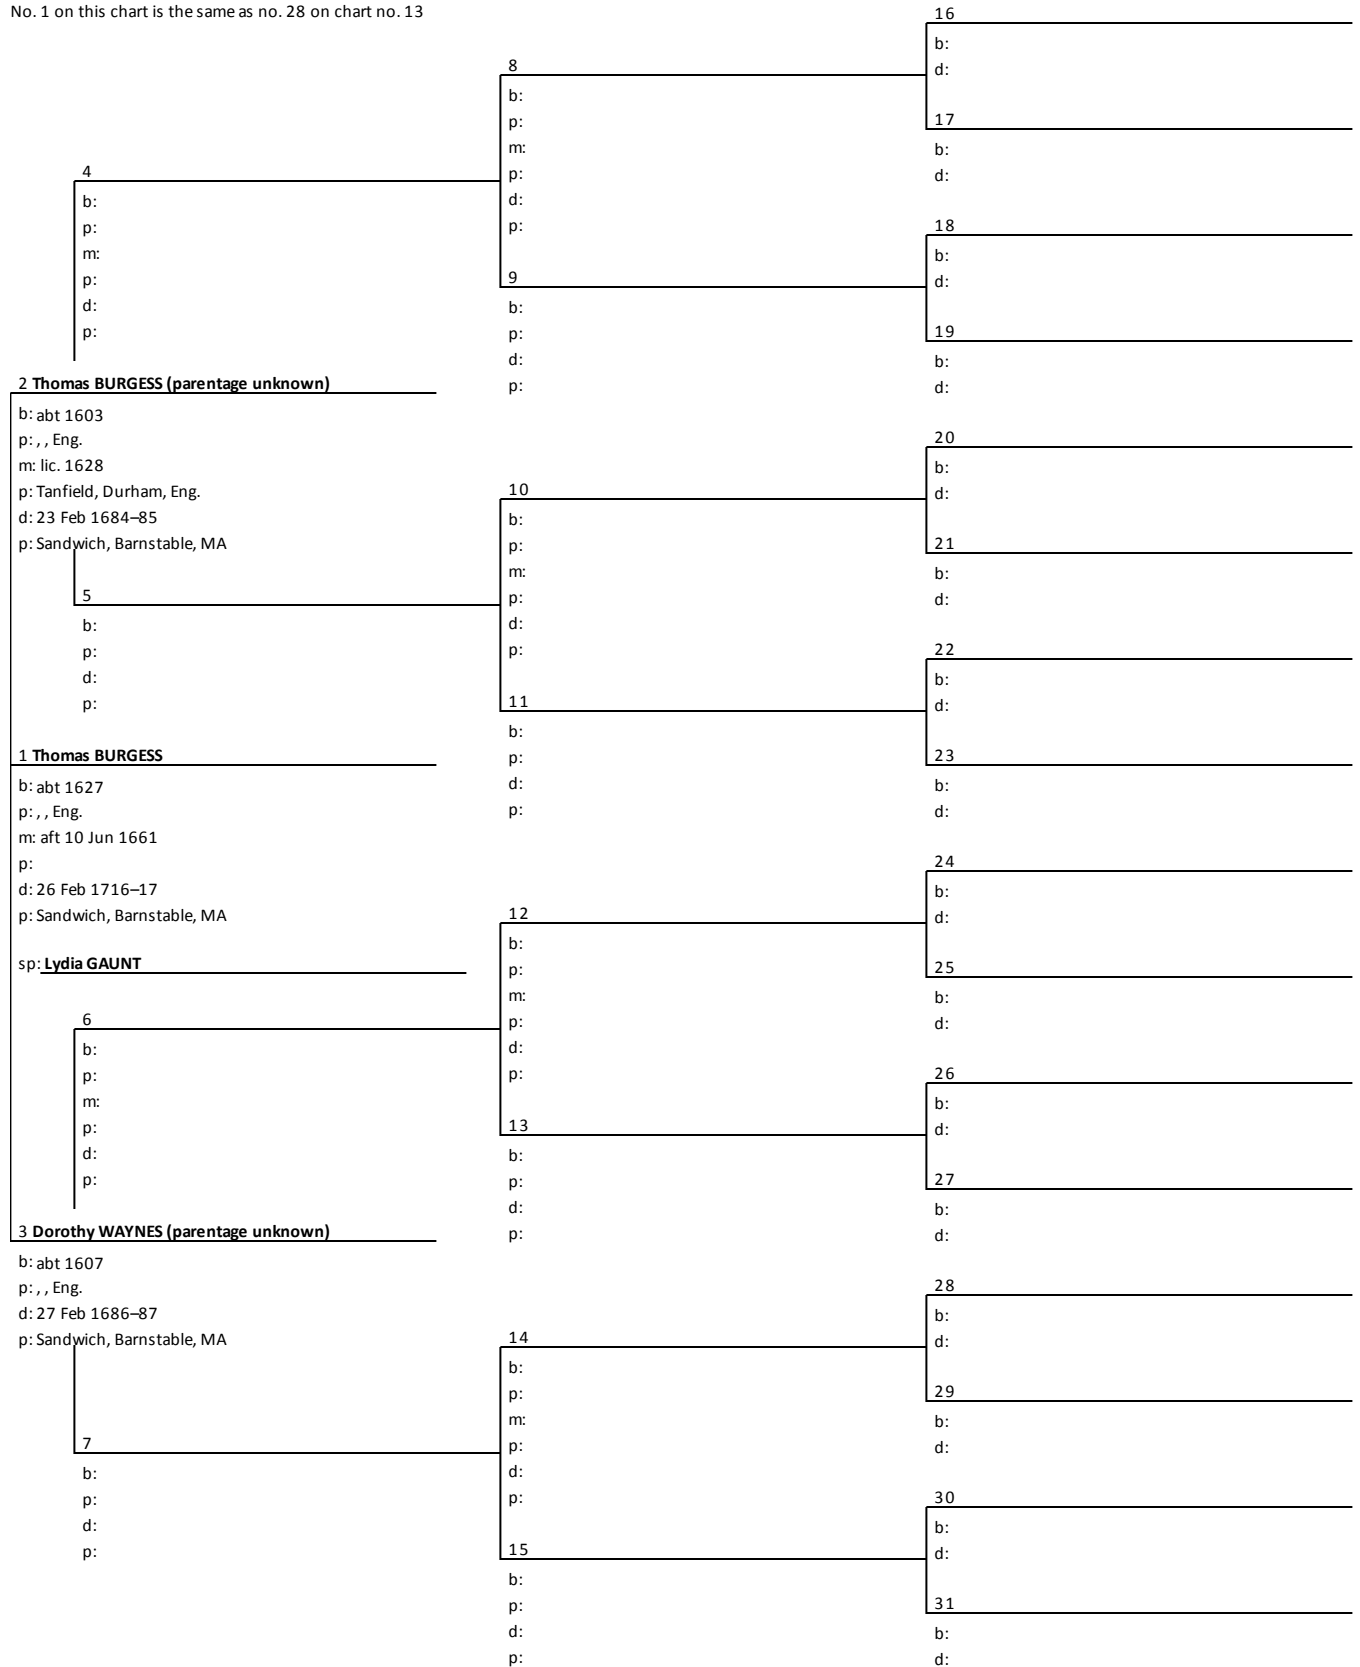 No. 1 on this chart is the same as no. 28 on chart no. 13
4
b:
p:
m:
p:
d:
p:
2 Thomas BURGESS (parentage unknown)
b: abt 1603
p: , , Eng.
m: lic. 1628
p: Tanfield, Durham, Eng.
d: 23 Feb 1684–85
p: Sandwich, Barnstable, MA
5
b:
p:
d:
p:
1 Thomas BURGESS
b: abt 1627
p: , , Eng.
m: aft 10 Jun 1661
p:
d: 26 Feb 1716–17
p: Sandwich, Barnstable, MA
sp: Lydia GAUNT
6
b:
p:
m:
p:
d:
p:
3 Dorothy WAYNES (parentage unknown)
b: abt 1607
p: , , Eng.
d: 27 Feb 1686–87
p: Sandwich, Barnstable, MA
7
b:
p:
d:
p:
8
b:
p:
m:
p:
d:
p:
9
b:
p:
d:
p:
10
b:
p:
m:
p:
d:
p:
11
b:
p:
d:
p:
12
b:
p:
m:
p:
d:
p:
13
b:
p:
d:
p:
14
b:
p:
m:
p:
d:
p:
15
b:
p:
d:
p:
16
b:
d:
17
b:
d:
18
b:
d:
19
b:
d:
20
b:
d:
21
b:
d:
22
b:
d:
23
b:
d:
24
b:
d:
25
b:
d:
26
b:
d:
27
b:
d:
28
b:
d:
29
b:
d:
30
b:
d:
31
b:
d: